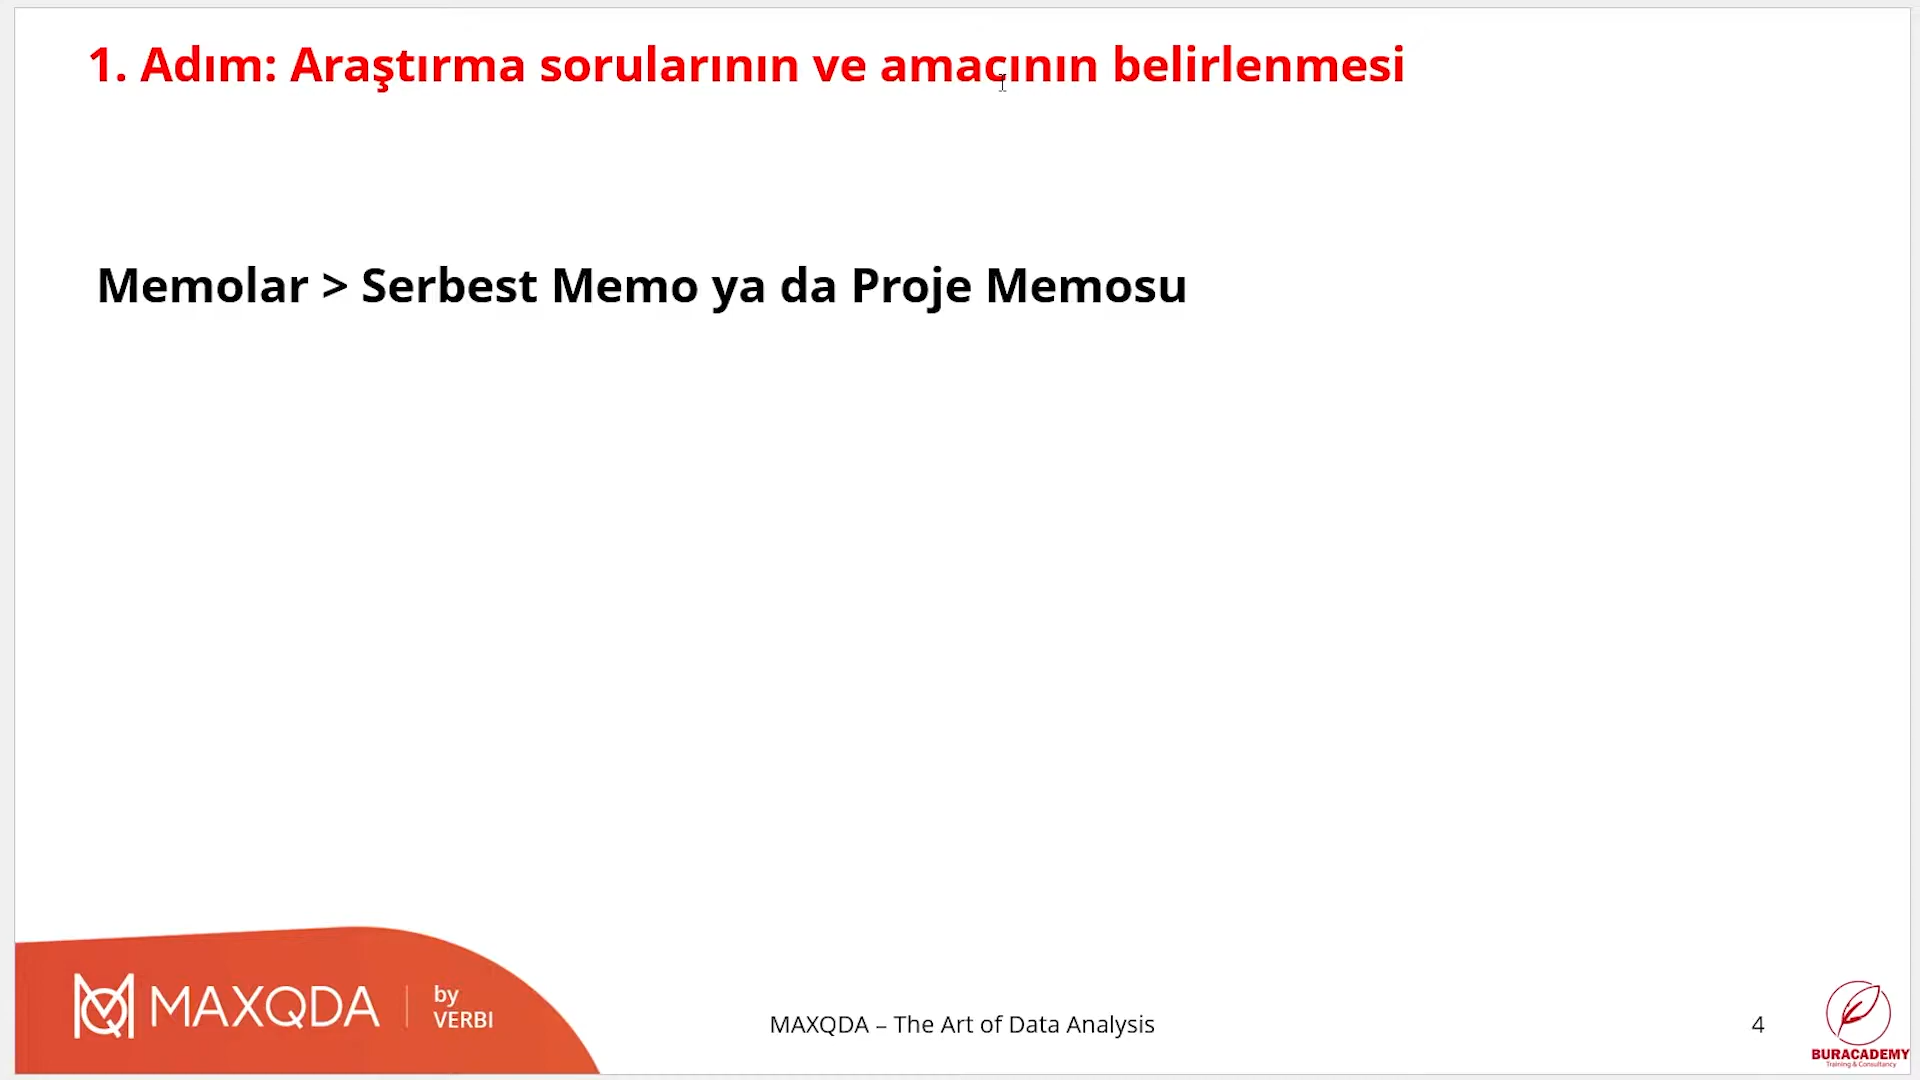 1. Adım: Araştırma sorularının ve amaçının belirlenmesi
Memolar > Serbest Memo ya da Proje Memosu
MAXQDA
by
VERBI
MAXQDA – The Art of Data Analysis
4
BURACADEMY
Training & Consultancy